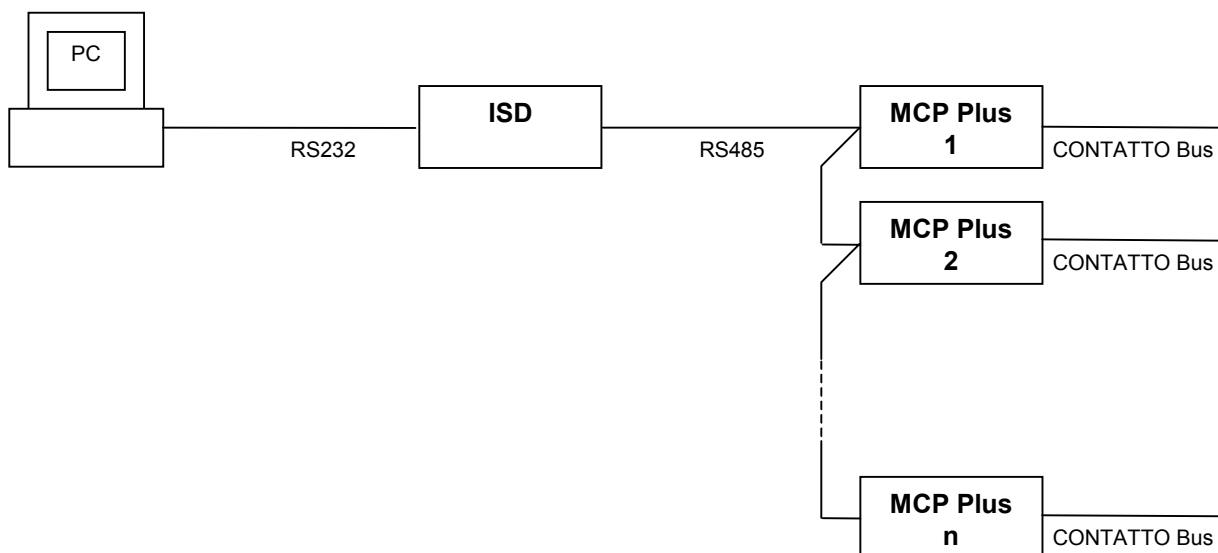 PC
ISD
RS232
RS485
MCP Plus
1
CONTATTO Bus
MCP Plus
2
CONTATTO Bus
MCP Plus
n
CONTATTO Bus